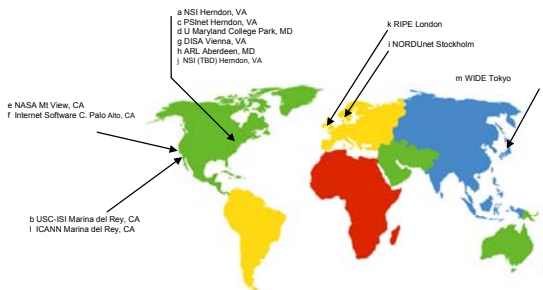 a NSI Herndon, VA
c PSInet Herndon, VA
d U Maryland College Park, MD
g DISA Vienna, VA
h ARL Aberdeen, MD
j NSI (TBD) Herndon, VA
k RIPE London
i NORDUnet Stockholm
m WIDE Tokyo
e NASA Mt View, CA
f Internet Software C. Palo Alto, CA
b USC-ISI Marina del Rey, CA
l ICANN Marina del Rey, CA